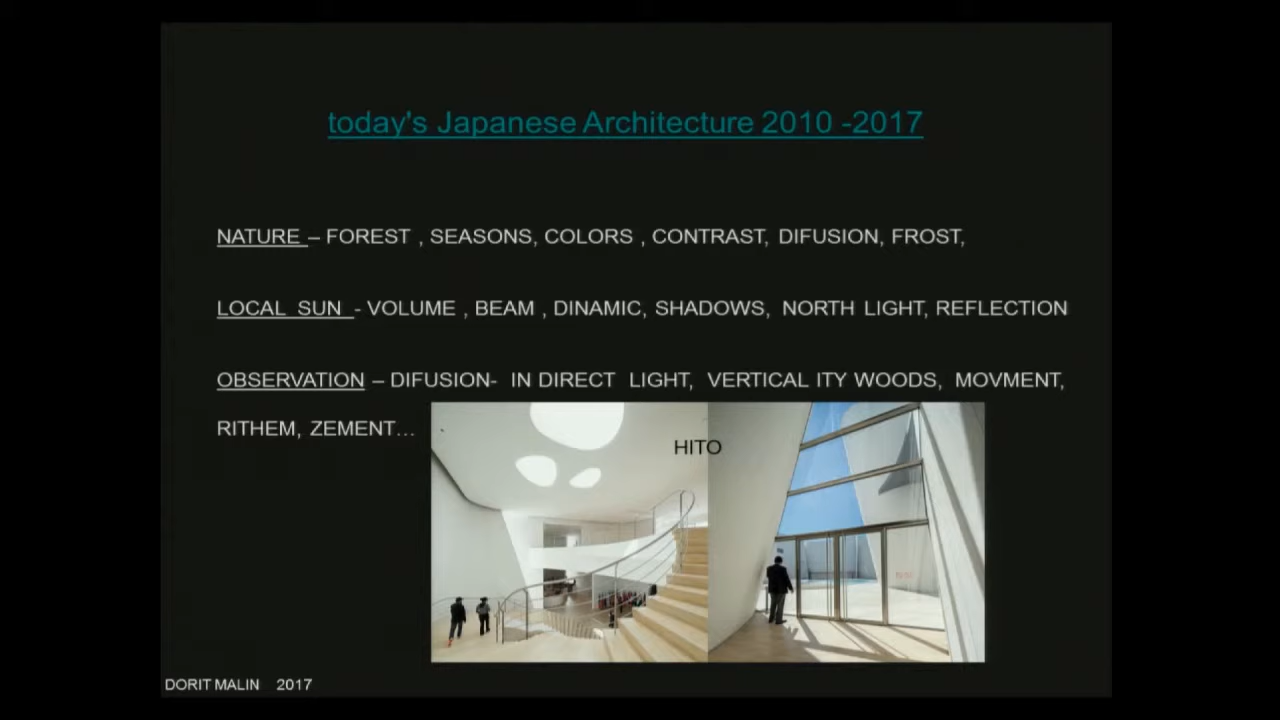 today's Japanese Architecture 2010 -2017
NATURE – FOREST , SEASONS, COLORS , CONTRAST, DIFUSION, FROST,
LOCAL SUN - VOLUME , BEAM , DINAMIC, SHADOWS, NORTH LIGHT, REFLECTION
OBSERVATION – DIFUSION- IN DIRECT LIGHT, VERTICAL ITY WOODS, MOVMENT,
RITHEM, ZEMENT...
HITO
DORIT MALIN 2017